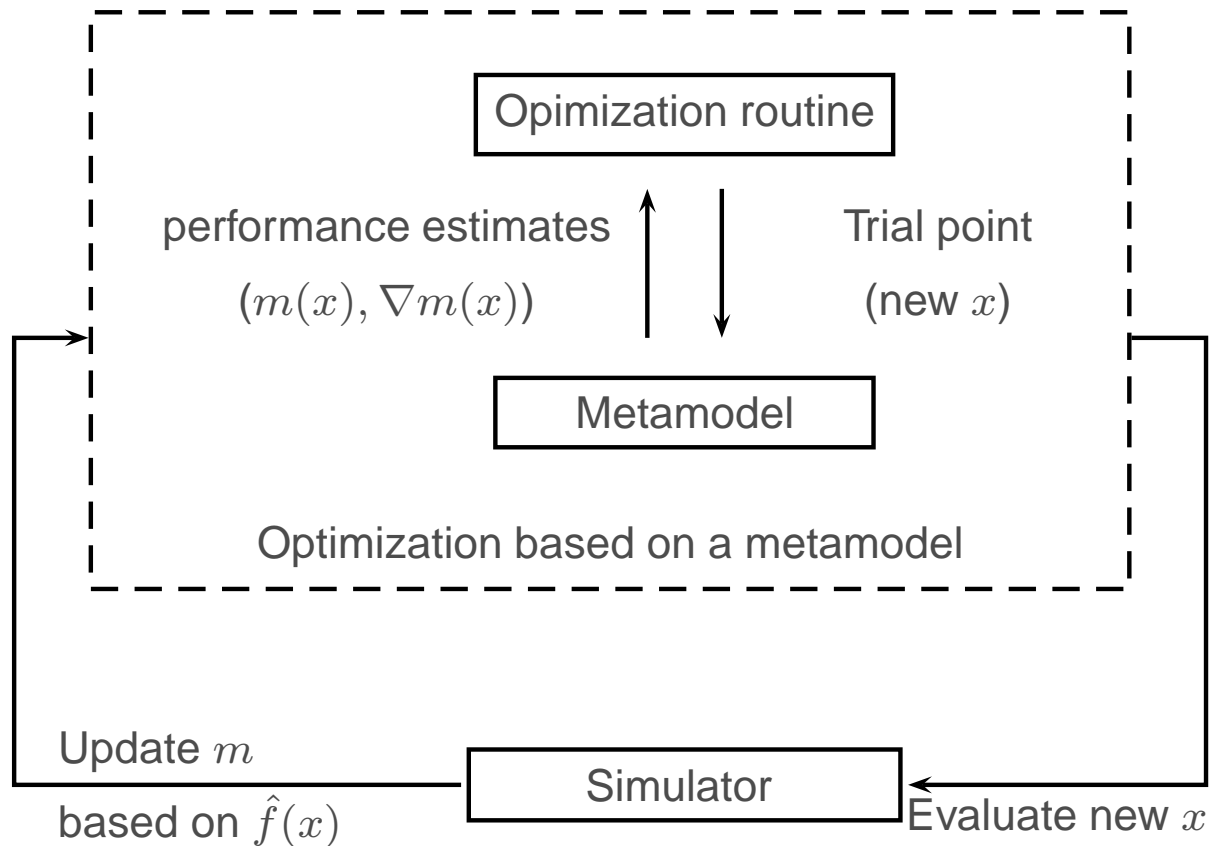 Opimization routine
performance estimates
(m(x), ∇m(x))
Trial point
(new x)
Metamodel
Optimization based on a metamodel
Update m
based on f̂(x)
Simulator
Evaluate new x